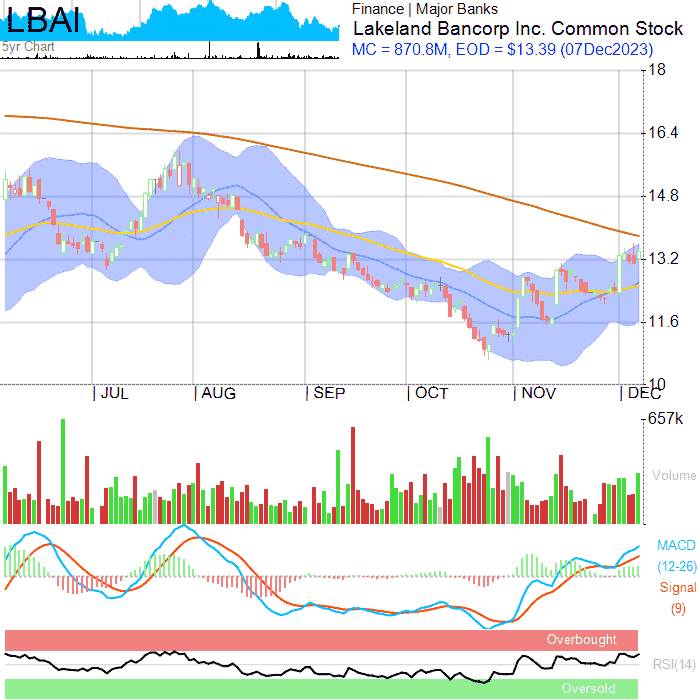 LBAI
5yr Chart
Finance | Major Banks
Lakeland Bancorp Inc. Common Stock
MC = 870.8M, EOD = $13.39 (07Dec2023)
18
16.4
14.8
13.2
11.6
10
JUL AUG SEP OCT NOV DEC
657k
Volume
MACD
(12-26)
Signal
(9)
Overbought
RSI(14)
Oversold